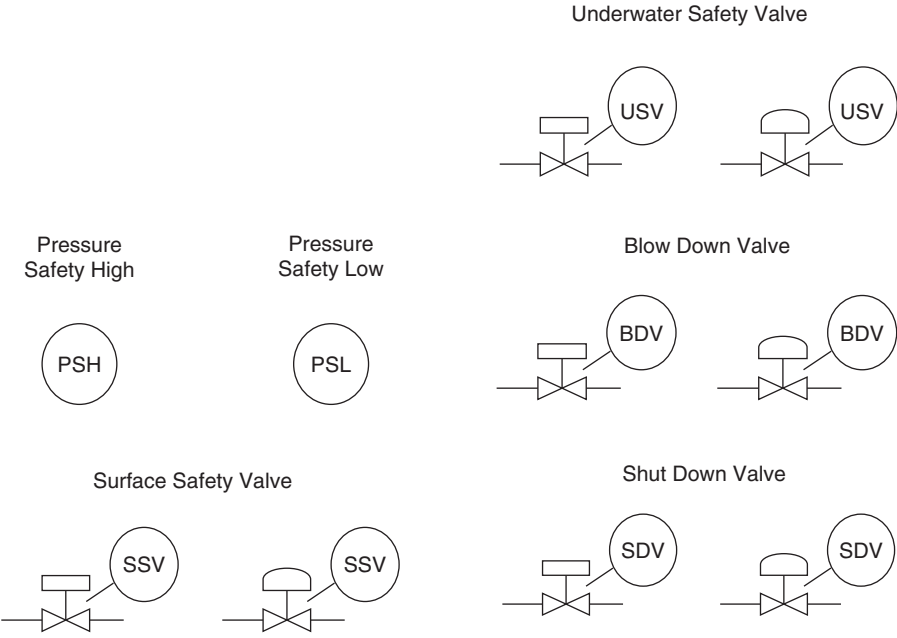 Underwater Safety Valve
USV
USV
Pressure
Safety High
Pressure
Safety Low
Blow Down Valve
PSH
PSL
BDV
BDV
Surface Safety Valve
Shut Down Valve
SSV
SSV
SDV
SDV